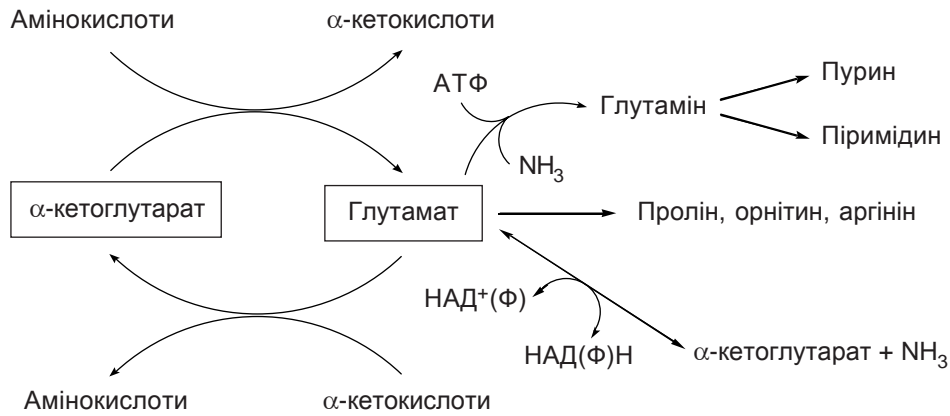 Амінокислоти
α-кетокислоти
АТФ
Пурин
Глутамін
Піримідин
NH₃
α-кетоглутарат
Глутамат
Пролін, орнітин, аргінін
НАД⁺(Ф)
НАД(Ф)Н
α-кетоглутарат + NH₃
Амінокислоти
α-кетокислоти